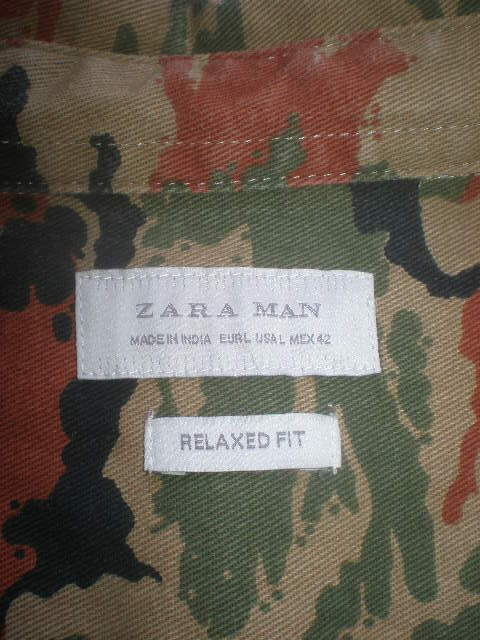 ZARA MAN
MADE IN INDIA EUR L USA L MEX 42
RELAXED FIT